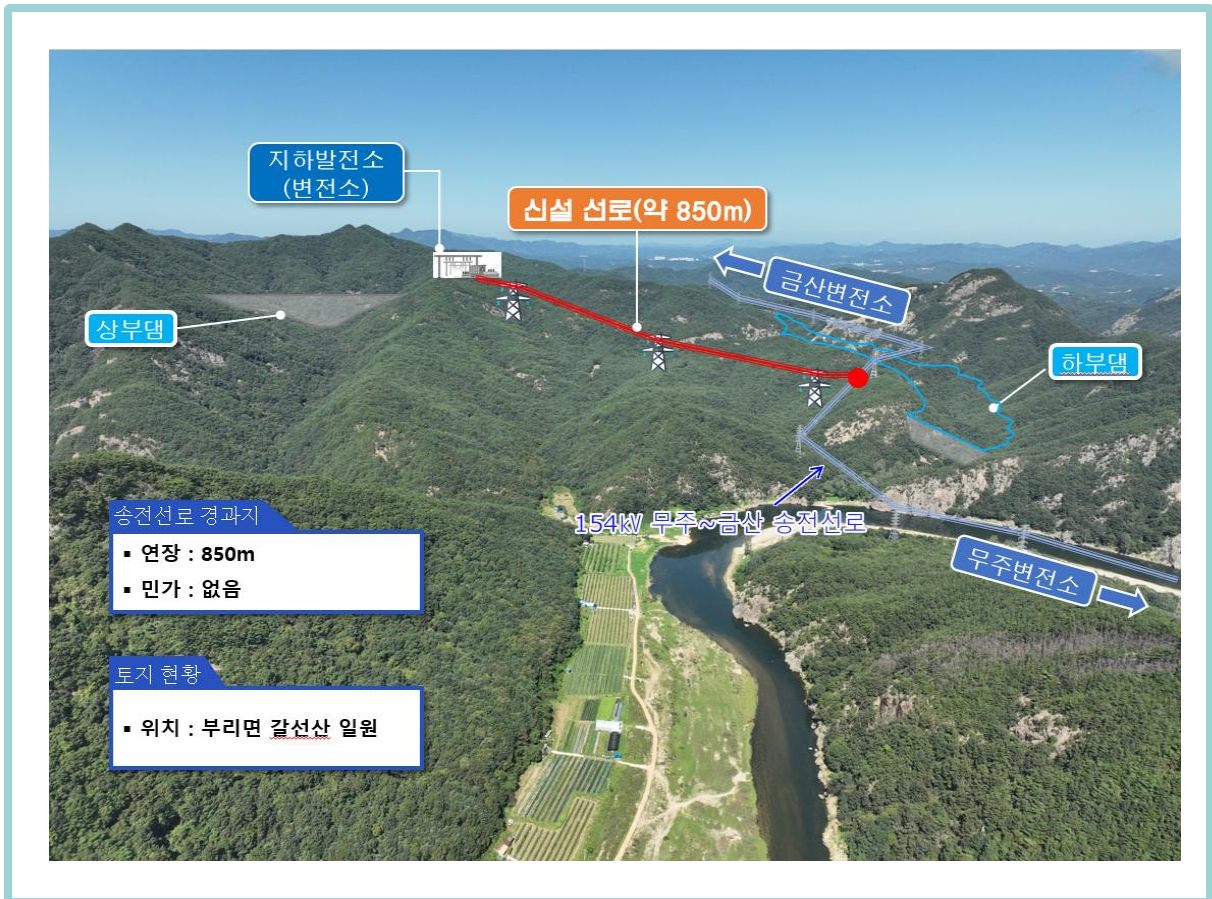 지하발전소
(변전소)
신설 선로(약 850m)
금산변전소
상부댐
하부댐
154kV 무주~금산 송전선로
무주변전소
송전선로 경과지
▪ 연장 : 850m
▪ 민가 : 없음
토지 현황
▪ 위치 : 부리면 갈선산 일원